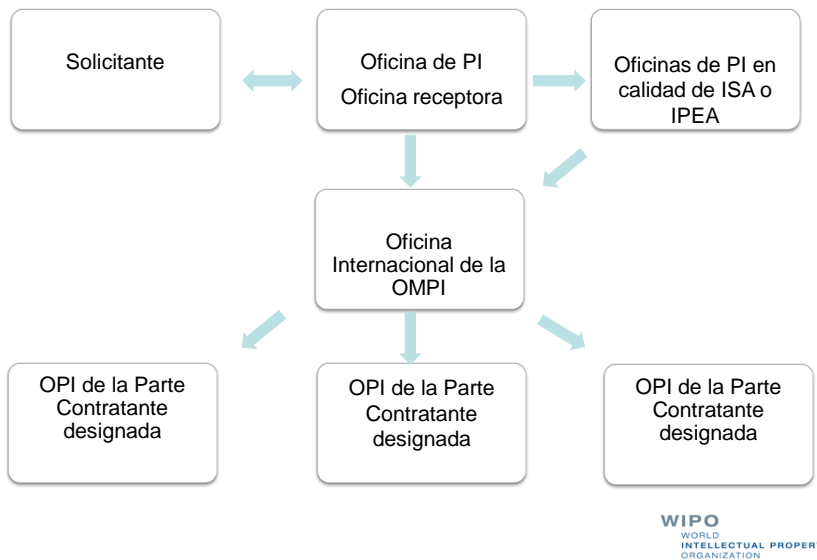 Solicitante
Oficina de PI
Oficina receptora
Oficinas de PI en
calidad de ISA o
IPEA
Oficina
Internacional de la
OMPI
OPI de la Parte
Contratante
designada
OPI de la Parte
Contratante
designada
OPI de la Parte
Contratante
designada
WIPO
WORLD
INTELLECTUAL PROPER
ORGANIZATION